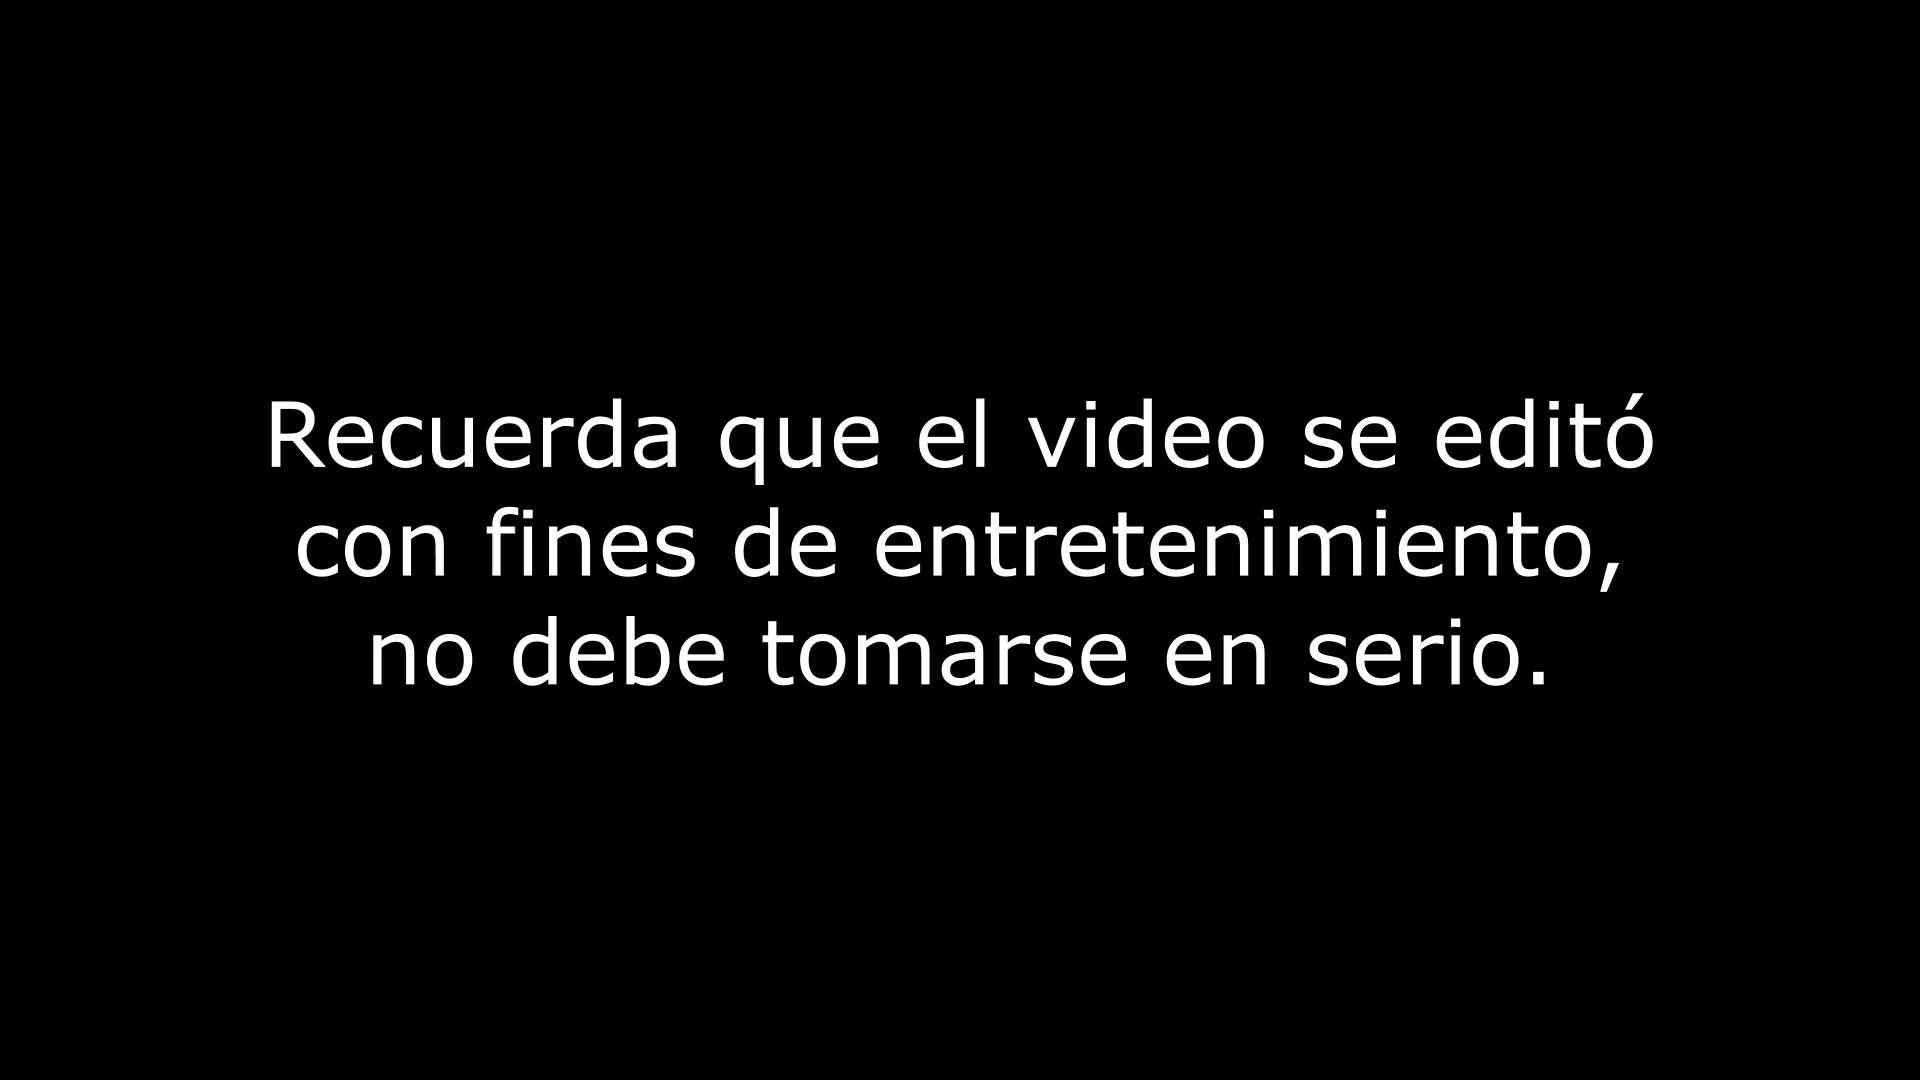 Recuerda que el video se editó
con fines de entretenimiento,
no debe tomarse en serio.